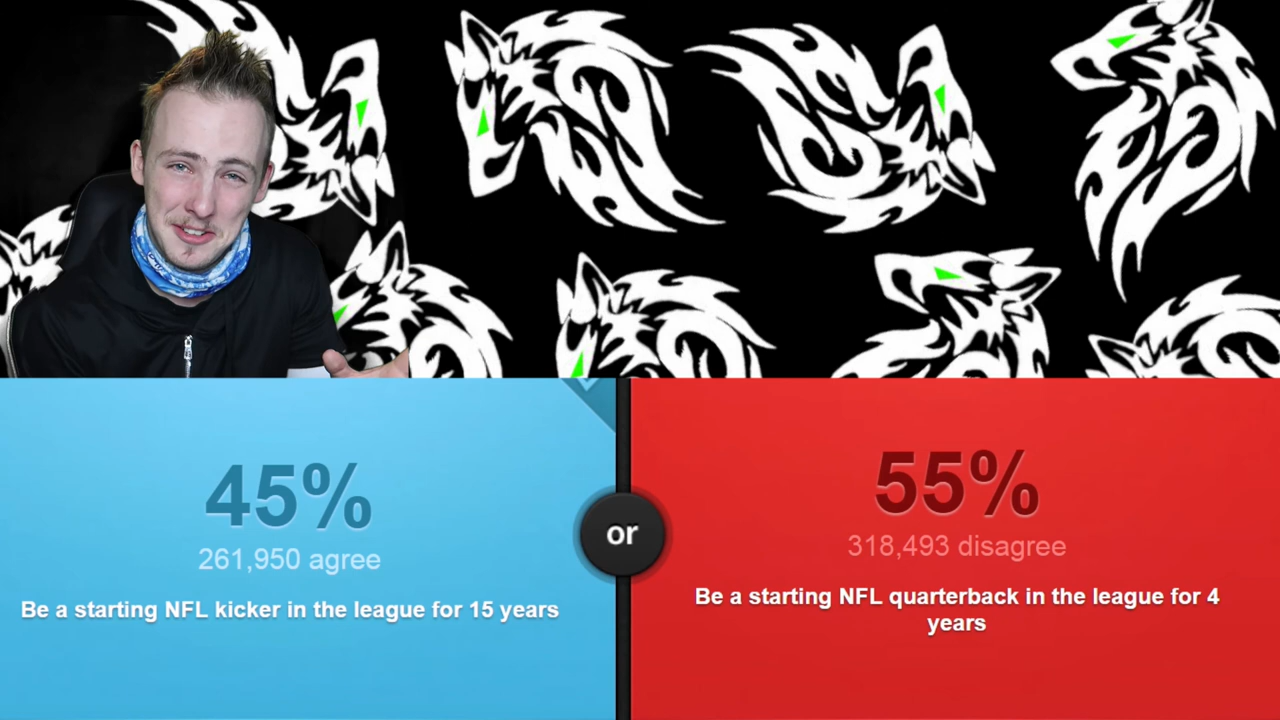 45%
261,950 agree
Be a starting NFL kicker in the league for 15 years
or
55%
318,493 disagree
Be a starting NFL quarterback in the league for 4
years